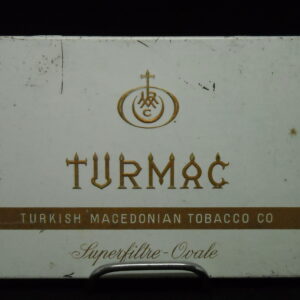 TURMAC
TURKISH MACEDONIAN TOBACCO CO
Superfiltre-Ovale